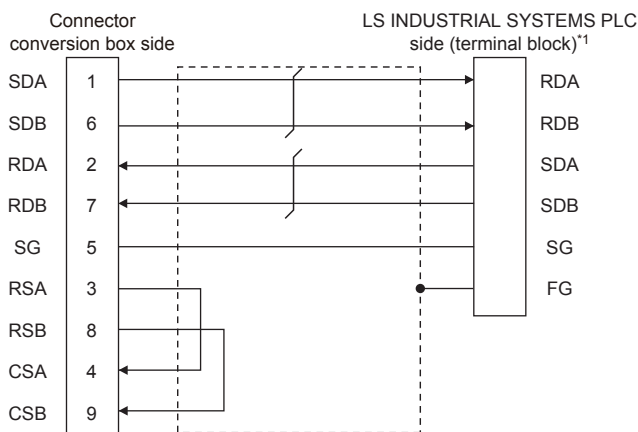 Connector
conversion box side
LS INDUSTRIAL SYSTEMS PLC
side (terminal block)*1
SDA 1 RDA
SDB 6 RDB
RDA 2 SDA
RDB 7 SDB
SG 5 SG
RSA 3 FG
RSB 8
CSA 4
CSB 9